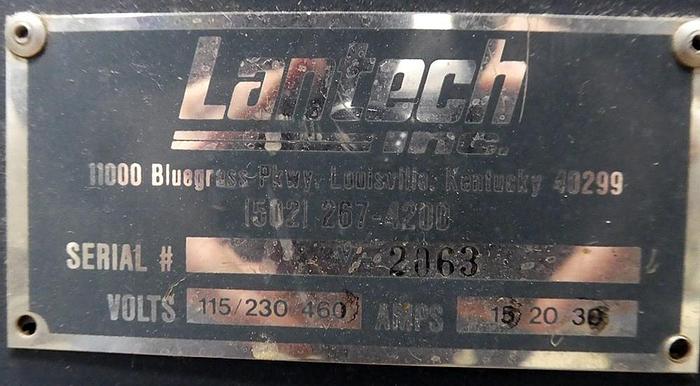 Lantech
inc.
11000 Bluegrass Pkwy. Louisville, Kentucky 40299
(502) 267-4200
SERIAL # 2063
VOLTS 115/230 460 AMPS 15 20 30